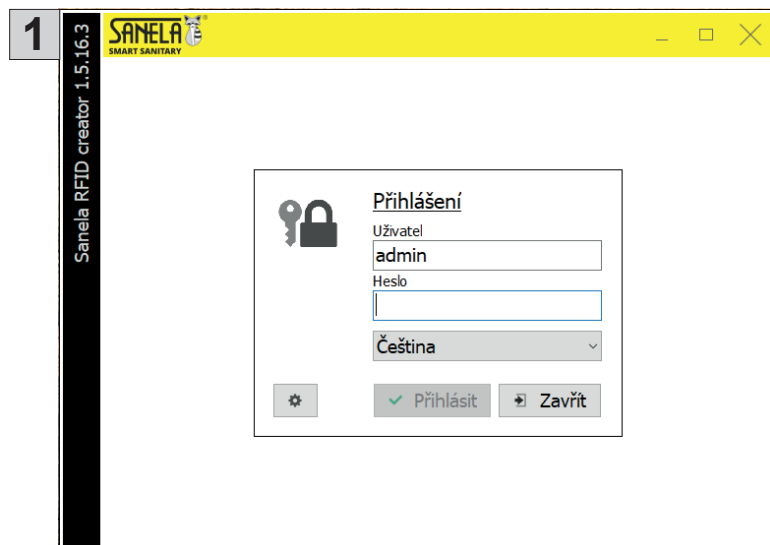 1
SANELA®
SMART SANITARY
Sanela RFID creator 1.5.16.3
Přihlášení
Uživatel
admin
Heslo
Čeština
Přihlásit
Zavřít